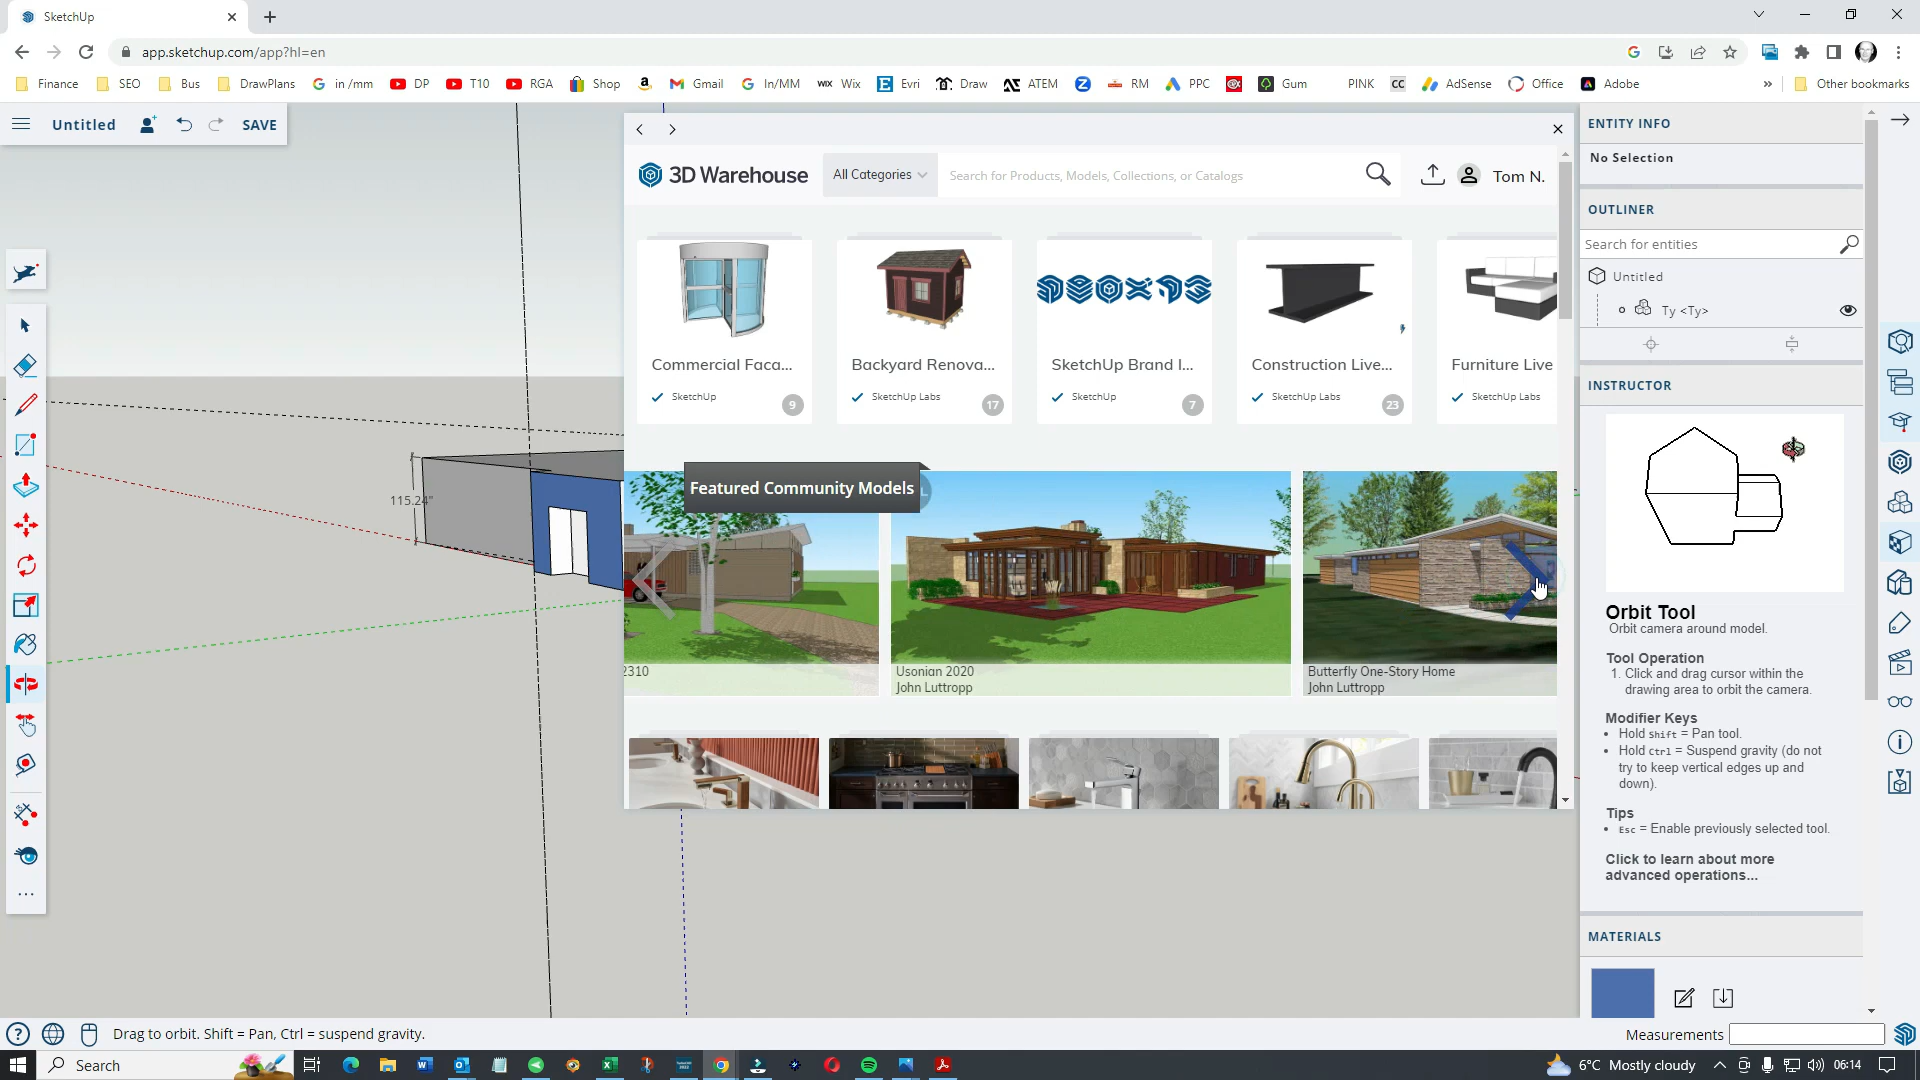 SketchUp
app.sketchup.com/app?hl=en
Finance
SEO
Bus
DrawPlans
in /mm
DP
T10
RGA
Shop
Gmail
In/MM
WIX Wix
Evri
Draw
ATEM
RM
PPC
Gum
PINK
CC
AdSense
Office
Adobe
»
Other bookmarks
Untitled
SAVE
3D Warehouse
All Categories
Search for Products, Models, Collections, or Catalogs
Tom N.
Commercial Faca...
SketchUp
9
Backyard Renova...
SketchUp Labs
17
SketchUp Brand I...
SketchUp
7
Construction Live...
SketchUp Labs
23
Furniture Live
SketchUp Labs
115.24"
Featured Community Models
2310
Usonian 2020
John Luttropp
Butterfly One-Story Home
John Luttropp
ENTITY INFO
No Selection
OUTLINER
Search for entities
Untitled
Ty <Ty>
INSTRUCTOR
Orbit Tool
Orbit camera around model.
Tool Operation
1. Click and drag cursor within the
drawing area to orbit the camera.
Modifier Keys
• Hold Shift = Pan tool.
• Hold Ctrl = Suspend gravity (do not
try to keep vertical edges up and
down).
Tips
• Esc = Enable previously selected tool.
Click to learn about more
advanced operations...
MATERIALS
Drag to orbit. Shift = Pan, Ctrl = suspend gravity.
Measurements
Search
6°C Mostly cloudy
06:14